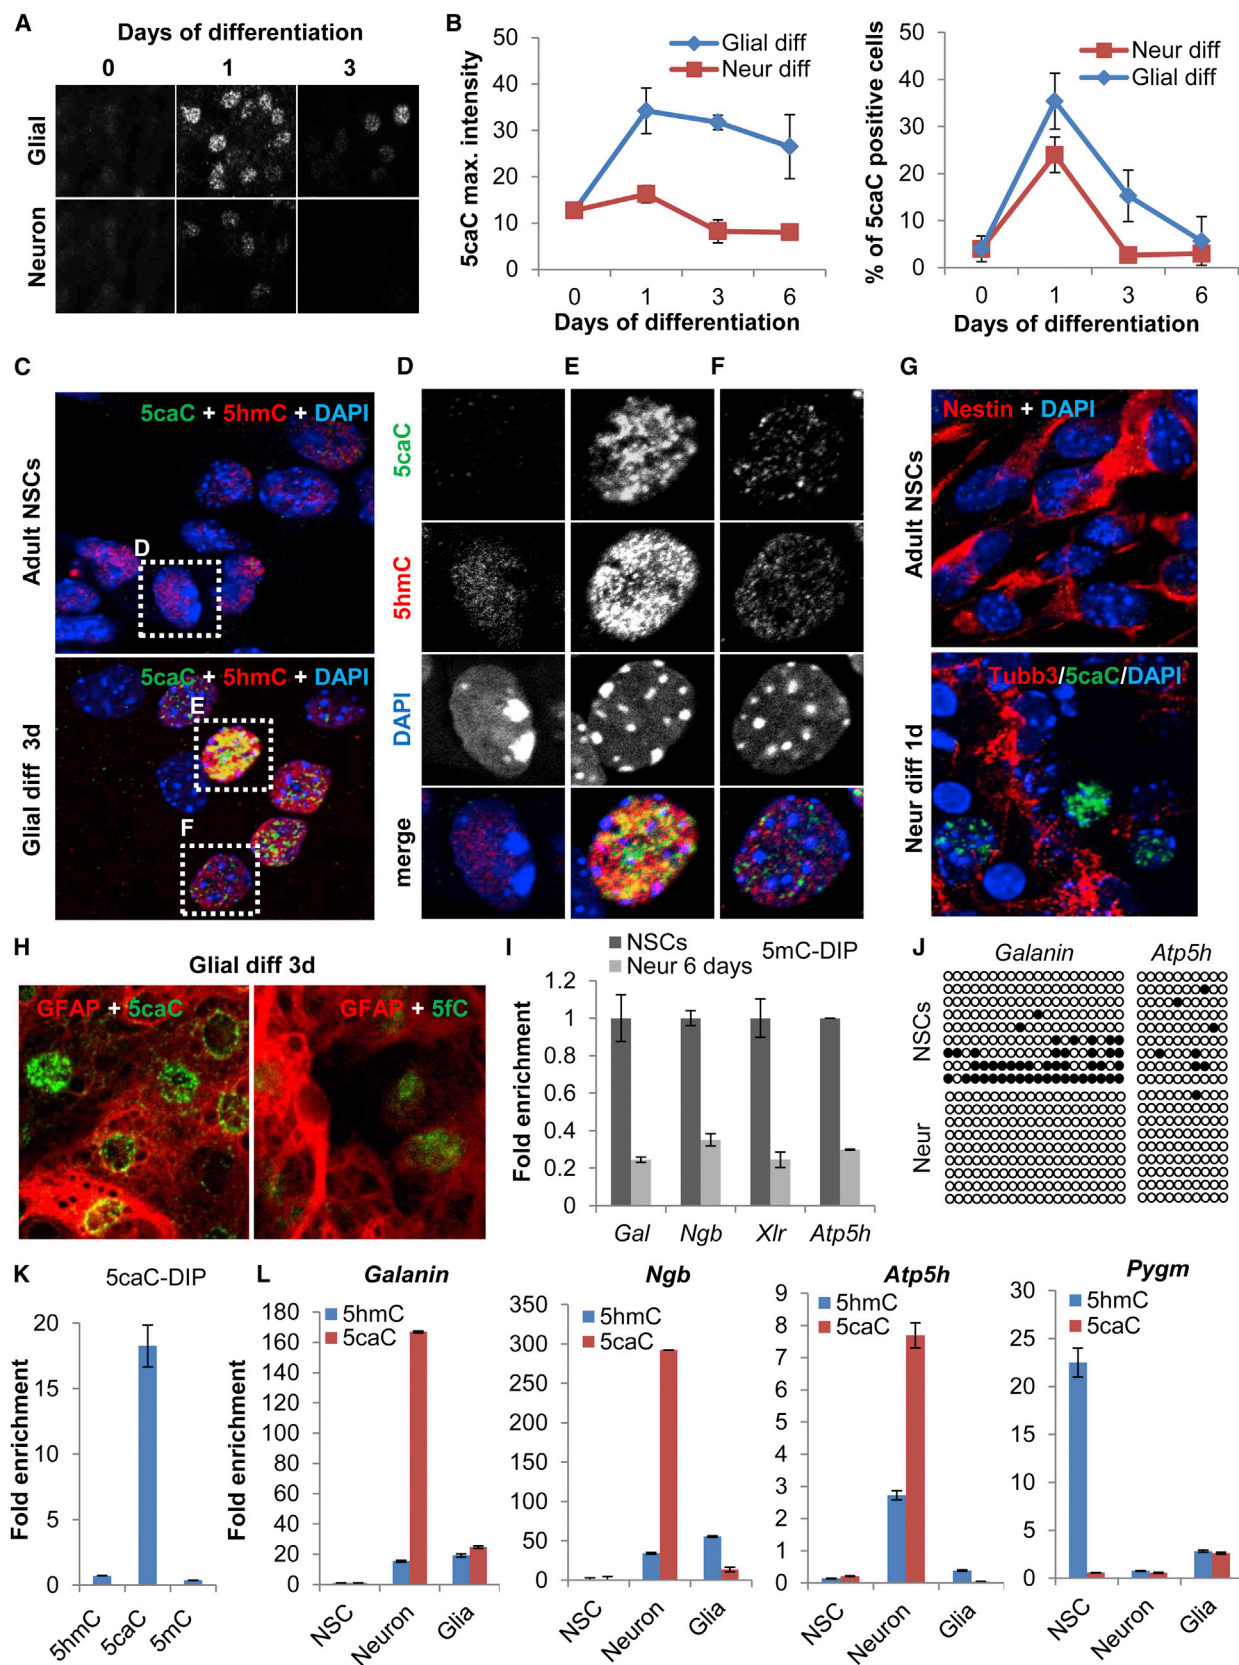 A
Days of differentiation
0 1 3
Glial
Neuron
B
50
40
30
20
10
0
5caC max. intensity
Glial diff
Neur diff
0 1 3 6
Days of differentiation
50
40
30
20
10
0
% of 5caC positive cells
Neur diff
Glial diff
0 1 3 6
Days of differentiation
C
Adult NSCs
5caC + 5hmC + DAPI
D
Glial diff 3d
5caC + 5hmC + DAPI
E
F
D E F
5caC
5hmC
DAPI
merge
G
Adult NSCs
Nestin + DAPI
Neur diff 1d
Tubb3/5caC/DAPI
H
Glial diff 3d
GFAP + 5caC
GFAP + 5fC
I
NSCs
Neur 6 days
5mC-DIP
Fold enrichment
1.2
1
0.8
0.6
0.4
0.2
0
Gal Ngb Xlr Atp5h
J
Galanin Atp5h
NSCs
Neur
K
5caC-DIP
Fold enrichment
20
15
10
5
0
5hmC 5caC 5mC
L
Galanin
Fold enrichment
180
160
140
120
100
80
60
40
20
0
5hmC
5caC
NSC Neuron Glia
Ngb
350
300
250
200
150
100
50
0
5hmC
5caC
NSC Neuron Glia
Atp5h
9
8
7
6
5
4
3
2
1
0
5hmC
5caC
NSC Neuron Glia
Pygm
30
25
20
15
10
5
0
5hmC
5caC
NSC Neuron Glia